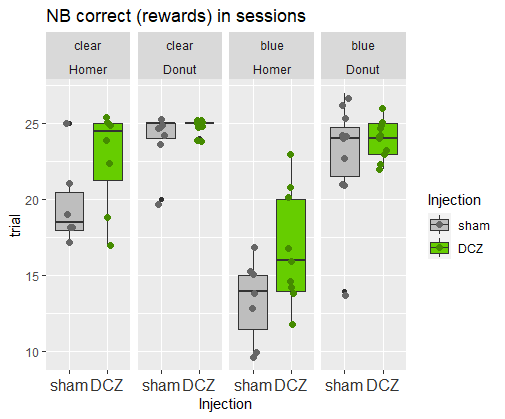 NB correct (rewards) in sessions
clear clear blue blue
Homer Donut Homer Donut
trial
25
20
15
10
sham DCZ sham DCZ sham DCZ sham DCZ
Injection
Injection
sham
DCZ